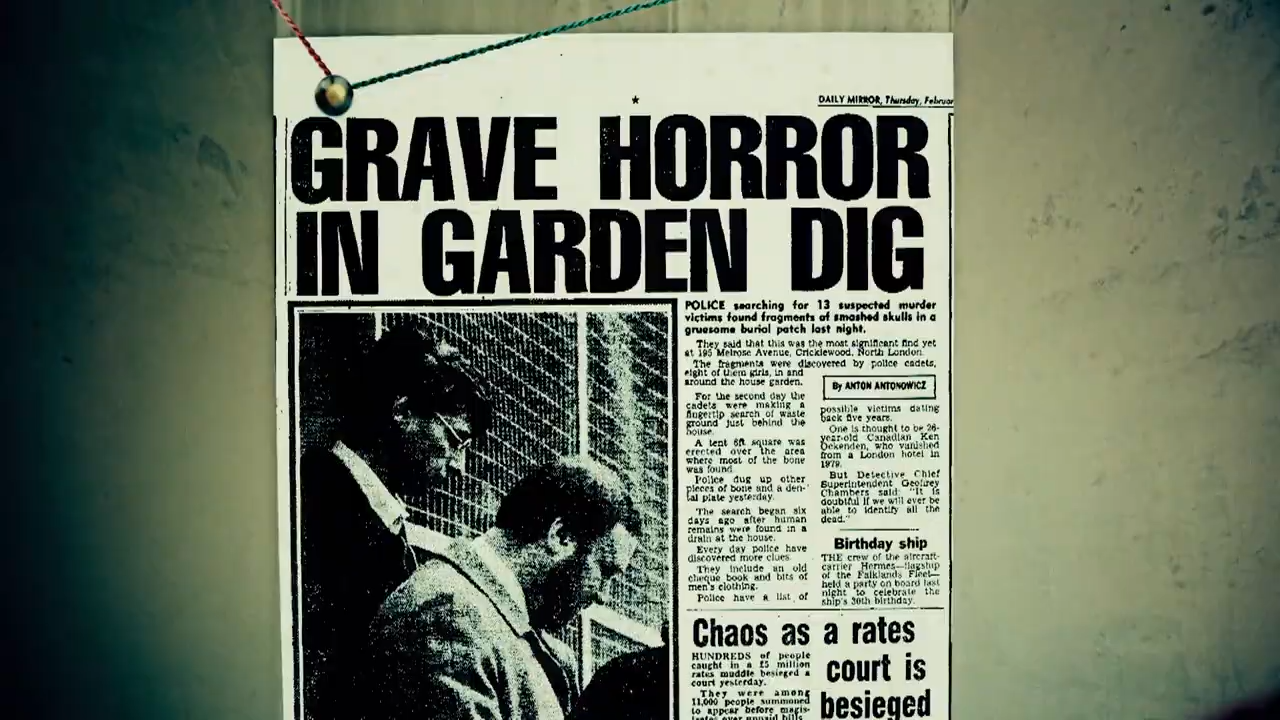 DAILY MIRROR, Thursday, Februar
GRAVE HORROR
IN GARDEN DIG
POLICE searching for 13 suspected murder
victims found fragments of smashed skulls in a
gruesome burial patch last night.
They said that this was the most significant find yet
at 195 Melrose Avenue, Cricklewood, North London.
The fragments were discovered by police cadets,
eight of them girls, in and
around the house garden.
For the second day the
cadets were making a
fingertip search of waste
ground just behind the
house.
A tent 6ft square was
erected over the area
where most of the bone
was found.
Police dug up other
pieces of bone and a den-
tal plate yesterday.
The search began six
days ago after human
remains were found in a
drain at the house.
Every day police have
discovered more clues.
They include an old
cheque book and bits of
men's clothing.
Police have a list of
By ANTON ANTONOWICZ
possible victims dating
back five years.
One is thought to be 26-
year-old Canadian Ken
Ockenden, who vanished
from a London hotel in
1979.
But Detective Chief
Superintendent Geoffrey
Chambers said: "It is
doubtful if we will ever be
able to identify all the
dead."
Birthday ship
THE crew of the aircraft-
carrier Hermes—flagship
of the Falklands Fleet—
held a party on board last
night to celebrate the
ship's 30th birthday.
Chaos as a rates
court is
besieged
HUNDREDS of people
caught in a £5 million
rates muddle besieged a
court yesterday.
They were among
11,000 people summoned
to appear before magis-
trates over unpaid bills